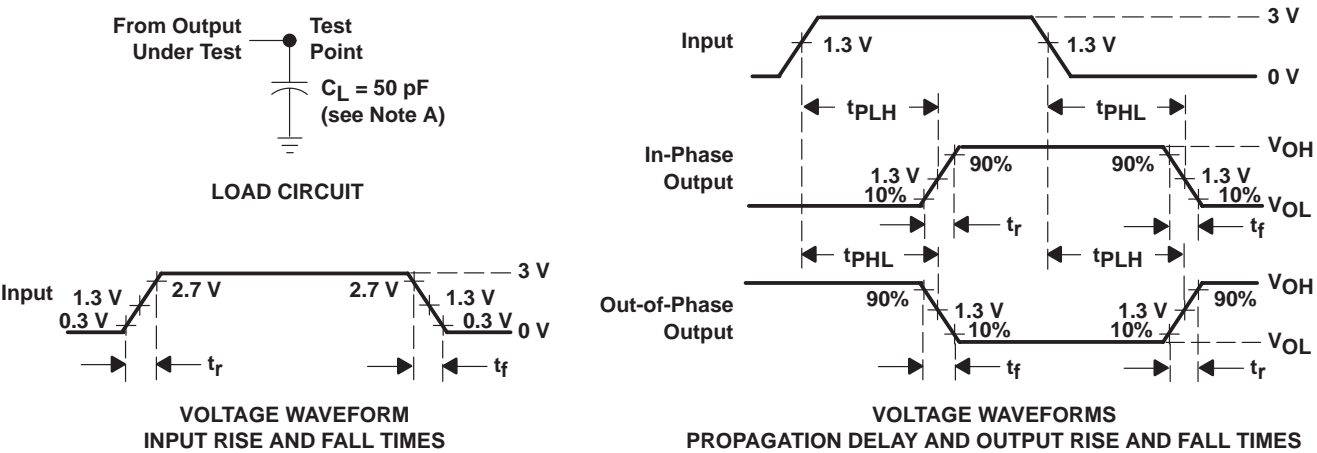 From Output
Under Test
Test
Point
CL = 50 pF
(see Note A)
LOAD CIRCUIT
Input
1.3 V
0.3 V
2.7 V
2.7 V
1.3 V
0.3 V
3 V
0 V
tr
tf
VOLTAGE WAVEFORM
INPUT RISE AND FALL TIMES
Input
1.3 V
1.3 V
3 V
0 V
tPLH
tPHL
In-Phase
Output
1.3 V
10%
90%
90%
1.3 V
10%
VOH
VOL
tr
tf
tPHL
tPLH
Out-of-Phase
Output
90%
1.3 V
10%
1.3 V
10%
90%
VOH
VOL
tf
tr
VOLTAGE WAVEFORMS
PROPAGATION DELAY AND OUTPUT RISE AND FALL TIMES